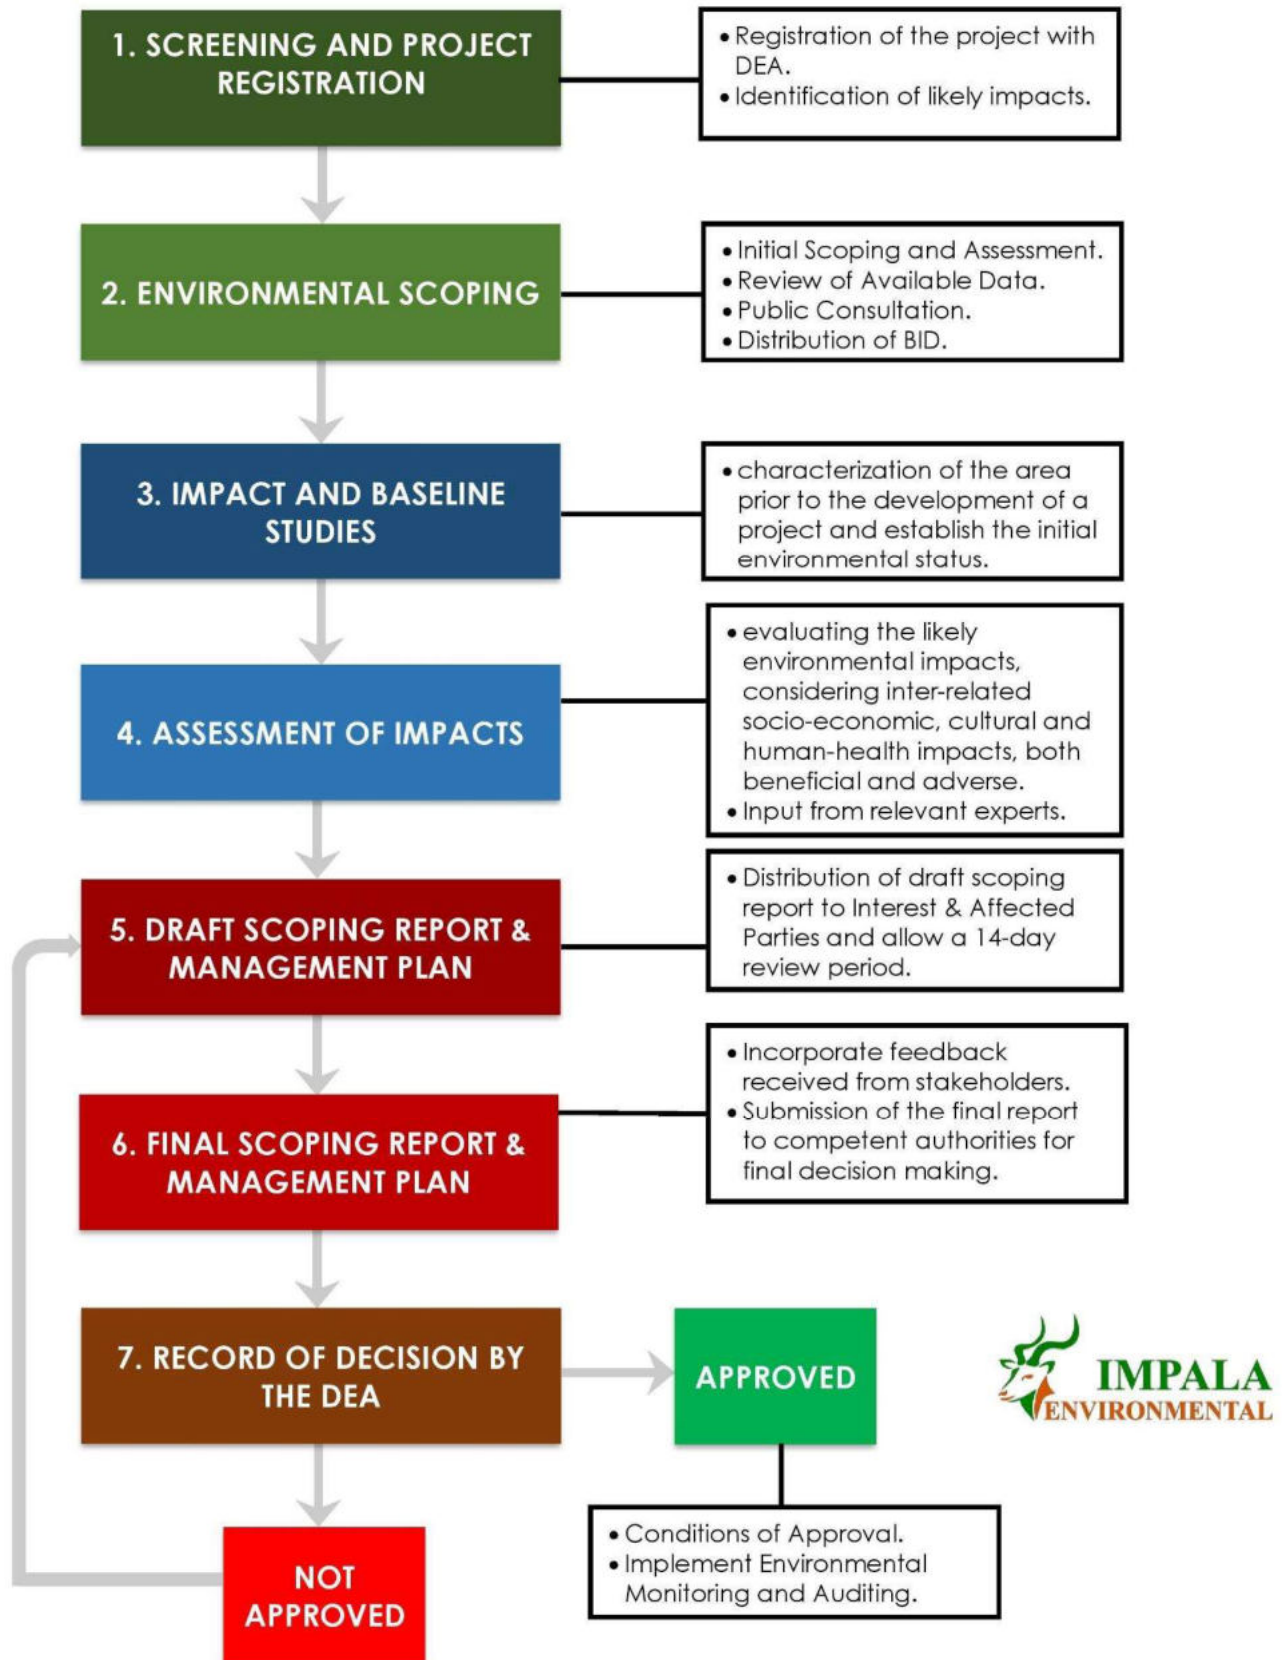 1. SCREENING AND PROJECT
REGISTRATION
• Registration of the project with
DEA.
• Identification of likely impacts.
2. ENVIRONMENTAL SCOPING
• Initial Scoping and Assessment.
• Review of Available Data.
• Public Consultation.
• Distribution of BID.
3. IMPACT AND BASELINE
STUDIES
• characterization of the area
prior to the development of a
project and establish the initial
environmental status.
4. ASSESSMENT OF IMPACTS
• evaluating the likely
environmental impacts,
considering inter-related
socio-economic, cultural and
human-health impacts, both
beneficial and adverse.
• Input from relevant experts.
5. DRAFT SCOPING REPORT &
MANAGEMENT PLAN
• Distribution of draft scoping
report to Interest & Affected
Parties and allow a 14-day
review period.
6. FINAL SCOPING REPORT &
MANAGEMENT PLAN
• Incorporate feedback
received from stakeholders.
• Submission of the final report
to competent authorities for
final decision making.
7. RECORD OF DECISION BY
THE DEA
APPROVED
IMPALA
ENVIRONMENTAL
• Conditions of Approval.
• Implement Environmental
Monitoring and Auditing.
NOT
APPROVED